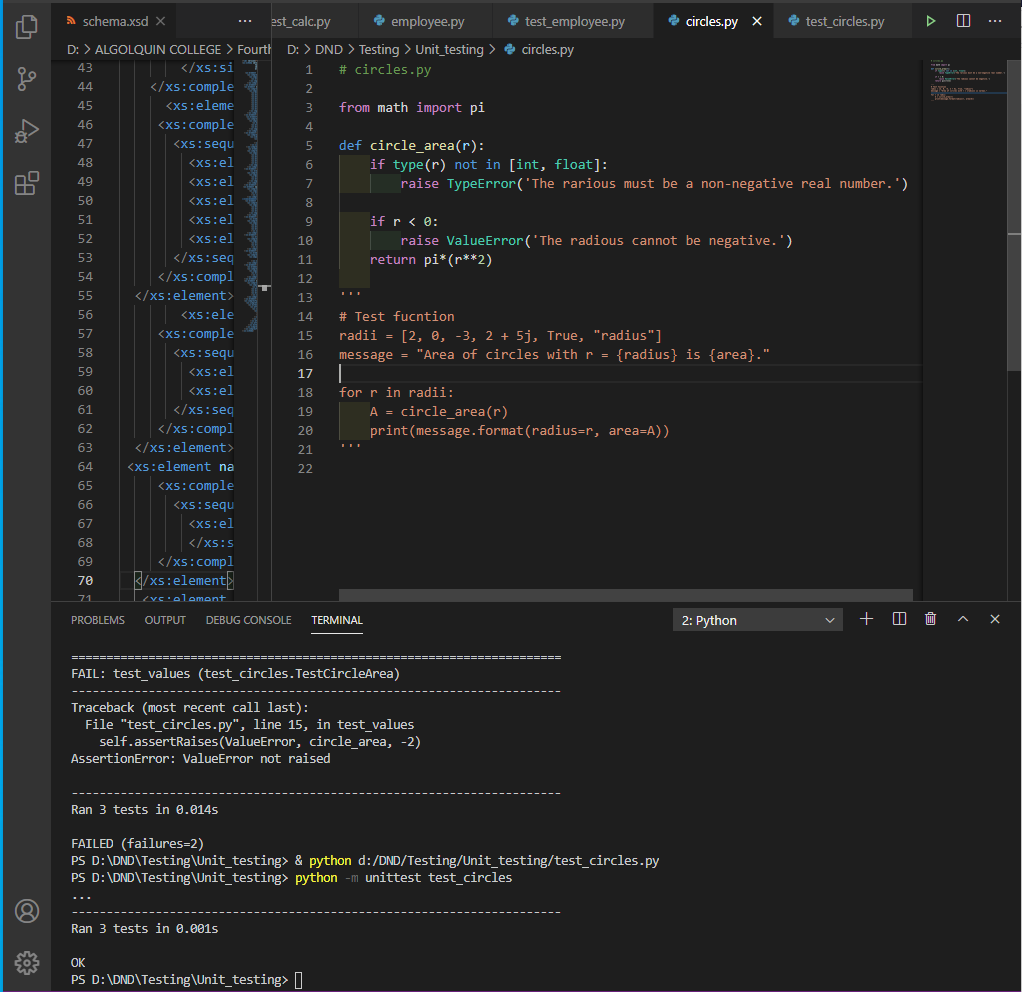 schema.xsd
est_calc.py
employee.py
test_employee.py
circles.py
test_circles.py
D: > ALGOLQUIN COLLEGE > Fourth
D: > DND > Testing > Unit_testing > circles.py
43 </xs:si
44 </xs:comple
45 <xs:eleme
46 <xs:comple
47 <xs:sequ
48 <xs:el
49 <xs:el
50 <xs:el
51 <xs:el
52 <xs:el
53 </xs:seq
54 </xs:compl
55 </xs:element>
56 <xs:ele
57 <xs:comple
58 <xs:sequ
59 <xs:el
60 <xs:el
61 </xs:seq
62 </xs:compl
63 </xs:element>
64 <xs:element na
65 <xs:comple
66 <xs:sequ
67 <xs:el
68 </xs:s
69 </xs:compl
70 </xs:element>
71 <xs:element
1 # circles.py
2
3 from math import pi
4
5 def circle_area(r):
6 if type(r) not in [int, float]:
7 raise TypeError('The rarious must be a non-negative real number.')
8
9 if r < 0:
10 raise ValueError('The radious cannot be negative.')
11 return pi*(r**2)
12
13 '''
14 # Test fucntion
15 radii = [2, 0, -3, 2 + 5j, True, "radius"]
16 message = "Area of circles with r = {radius} is {area}."
17
18 for r in radii:
19 A = circle_area(r)
20 print(message.format(radius=r, area=A))
21 '''
22
PROBLEMS OUTPUT DEBUG CONSOLE TERMINAL
2: Python
======================================================================
FAIL: test_values (test_circles.TestCircleArea)
----------------------------------------------------------------------
Traceback (most recent call last):
File "test_circles.py", line 15, in test_values
self.assertRaises(ValueError, circle_area, -2)
AssertionError: ValueError not raised
----------------------------------------------------------------------
Ran 3 tests in 0.014s
FAILED (failures=2)
PS D:\DND\Testing\Unit_testing> & python d:/DND/Testing/Unit_testing/test_circles.py
PS D:\DND\Testing\Unit_testing> python -m unittest test_circles
...
----------------------------------------------------------------------
Ran 3 tests in 0.001s
OK
PS D:\DND\Testing\Unit_testing>